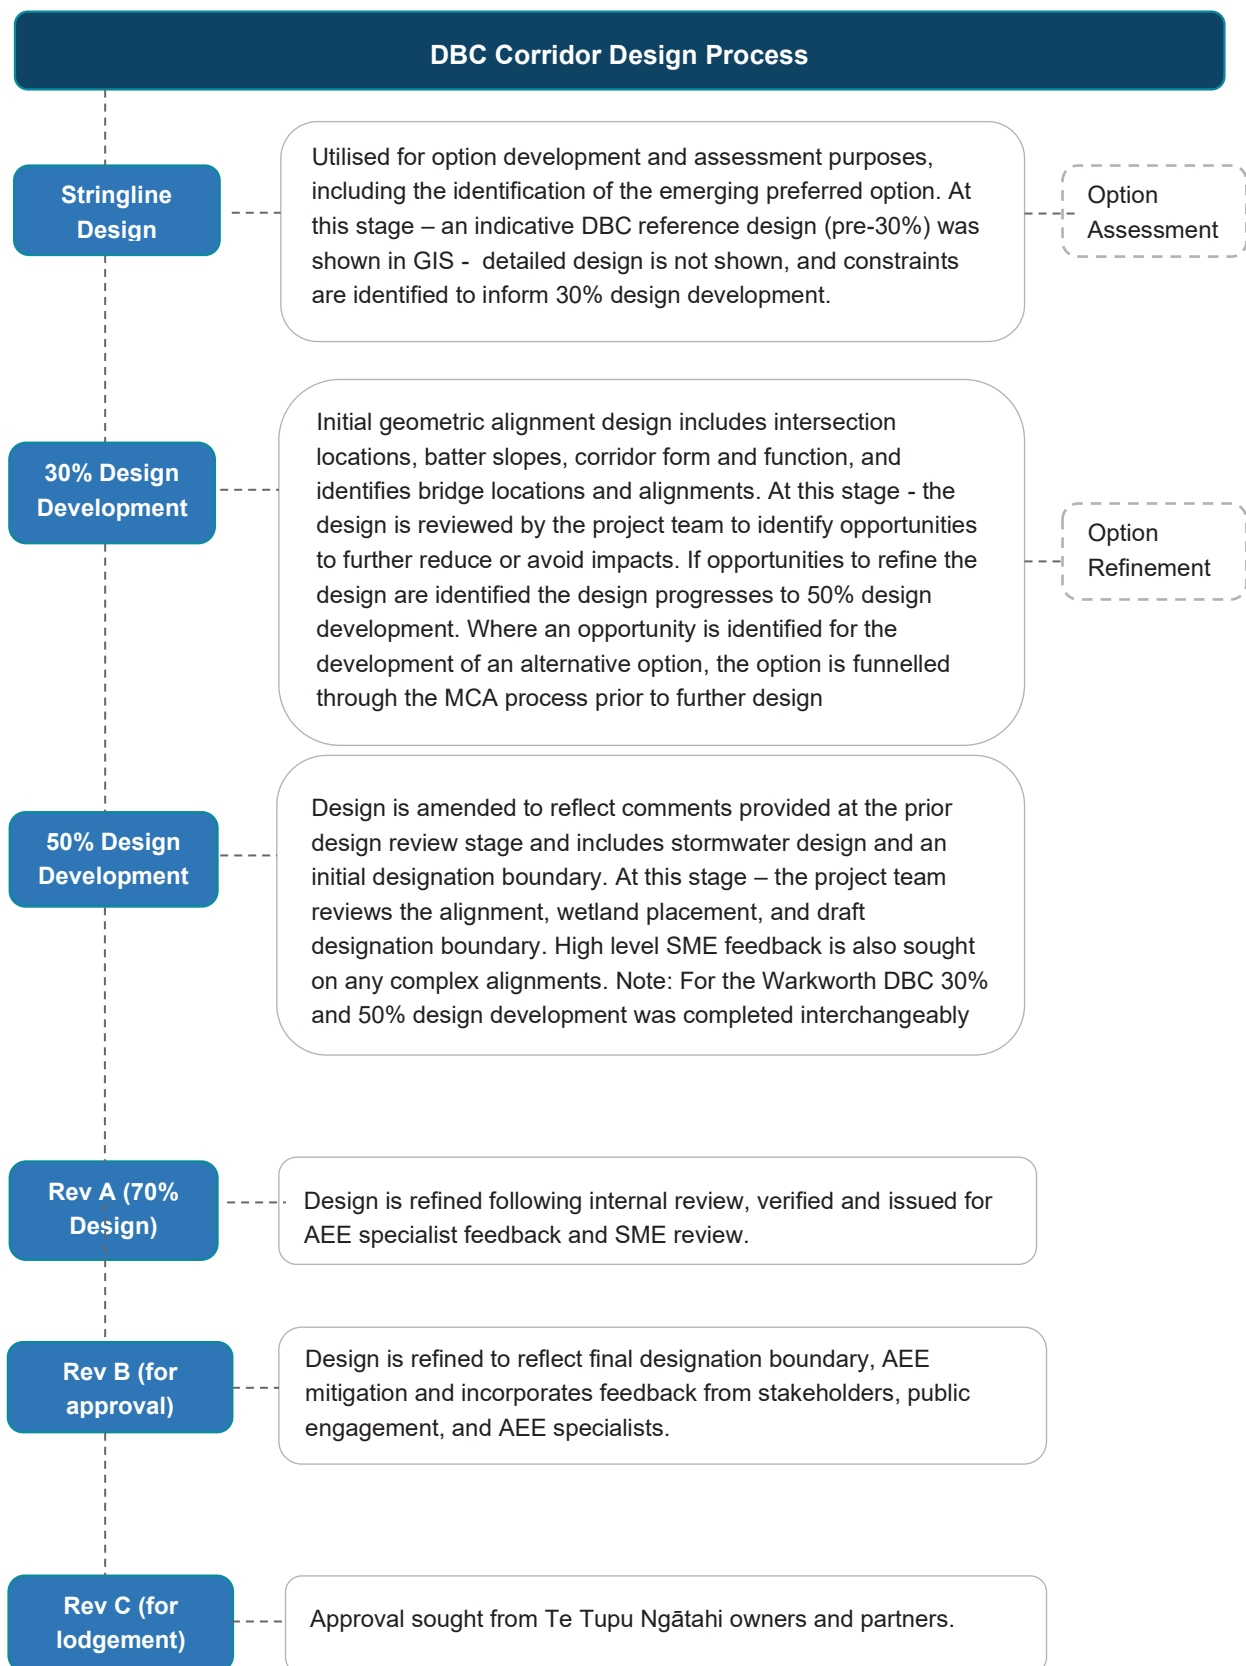 DBC Corridor Design Process
Stringline
Design
Utilised for option development and assessment purposes,
including the identification of the emerging preferred option. At
this stage – an indicative DBC reference design (pre-30%) was
shown in GIS - detailed design is not shown, and constraints
are identified to inform 30% design development.
Option
Assessment
30% Design
Development
Initial geometric alignment design includes intersection
locations, batter slopes, corridor form and function, and
identifies bridge locations and alignments. At this stage - the
design is reviewed by the project team to identify opportunities
to further reduce or avoid impacts. If opportunities to refine the
design are identified the design progresses to 50% design
development. Where an opportunity is identified for the
development of an alternative option, the option is funnelled
through the MCA process prior to further design
Option
Refinement
50% Design
Development
Design is amended to reflect comments provided at the prior
design review stage and includes stormwater design and an
initial designation boundary. At this stage – the project team
reviews the alignment, wetland placement, and draft
designation boundary. High level SME feedback is also sought
on any complex alignments. Note: For the Warkworth DBC 30%
and 50% design development was completed interchangeably
Rev A (70%
Design)
Design is refined following internal review, verified and issued for
AEE specialist feedback and SME review.
Rev B (for
approval)
Design is refined to reflect final designation boundary, AEE
mitigation and incorporates feedback from stakeholders, public
engagement, and AEE specialists.
Rev C (for
lodgement)
Approval sought from Te Tupu Ngātahi owners and partners.